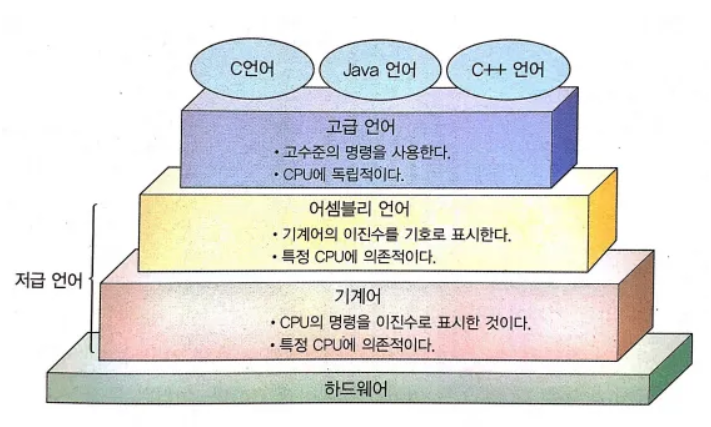 C언어
Java 언어
C++ 언어
고급 언어
• 고수준의 명령을 사용한다.
• CPU에 독립적이다.
어셈블리 언어
• 기계어의 이진수를 기호로 표시한다.
• 특정 CPU에 의존적이다.
저급 언어
기계어
• CPU의 명령을 이진수로 표시한 것이다.
• 특정 CPU에 의존적이다.
하드웨어